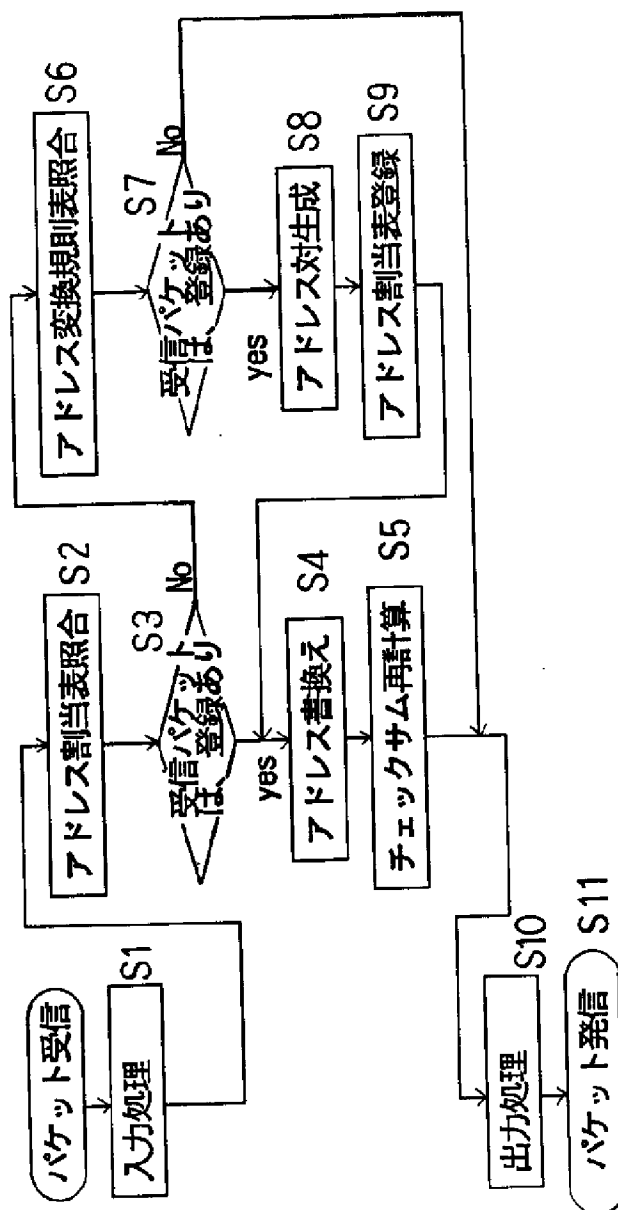 パケット受信
入力処理
S1
アドレス割当表照合
S2
受信パケット
は、登録あり
S3
No
yes
アドレス書換え
S4
チェックサム再計算
S5
アドレス変換規則表照合
S6
受信パケット
は、登録あり
S7
No
yes
アドレス対生成
S8
アドレス割当表登録
S9
出力処理
S10
パケット発信
S11